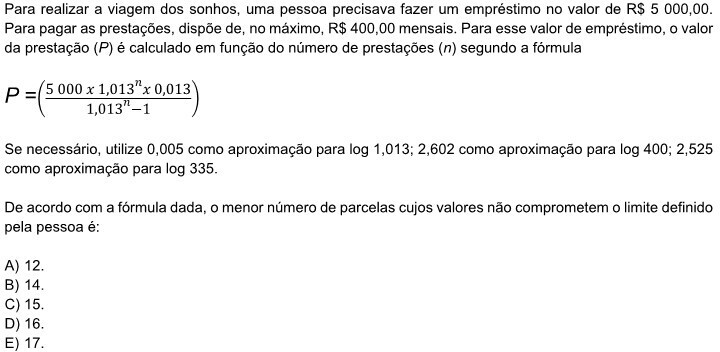 Para realizar a viagem dos sonhos, uma pessoa precisava fazer um empréstimo no valor de R$ 5 000,00.
Para pagar as prestações, dispõe de, no máximo, R$ 400,00 mensais. Para esse valor de empréstimo, o valor
da prestação (P) é calculado em função do número de prestações (n) segundo a fórmula
P =(5 000 x 1,013ⁿ x 0,013 / 1,013ⁿ−1)
Se necessário, utilize 0,005 como aproximação para log 1,013; 2,602 como aproximação para log 400; 2,525
como aproximação para log 335.
De acordo com a fórmula dada, o menor número de parcelas cujos valores não comprometem o limite definido
pela pessoa é:
A) 12.
B) 14.
C) 15.
D) 16.
E) 17.